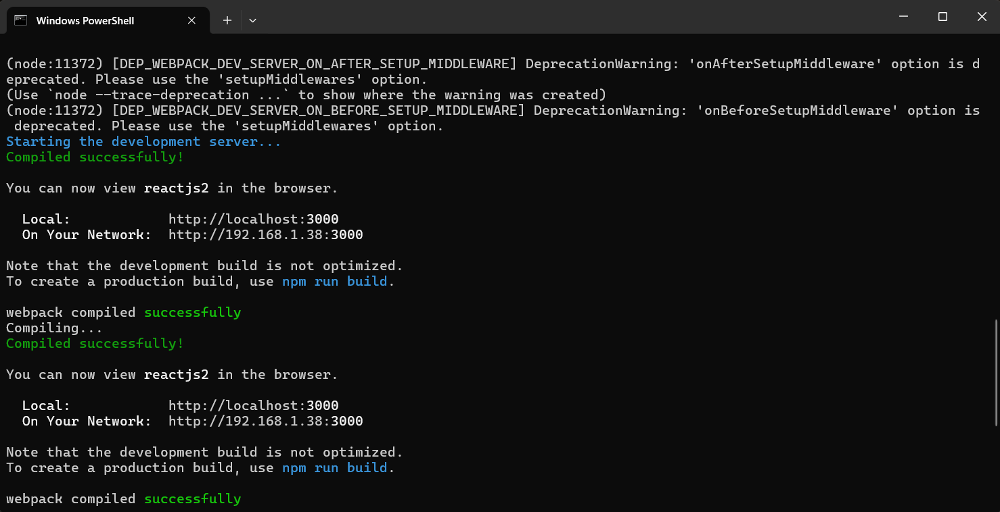 Windows PowerShell
(node:11372) [DEP_WEBPACK_DEV_SERVER_ON_AFTER_SETUP_MIDDLEWARE] DeprecationWarning: 'onAfterSetupMiddleware' option is d
eprecated. Please use the 'setupMiddlewares' option.
(Use `node --trace-deprecation ...` to show where the warning was created)
(node:11372) [DEP_WEBPACK_DEV_SERVER_ON_BEFORE_SETUP_MIDDLEWARE] DeprecationWarning: 'onBeforeSetupMiddleware' option is
 deprecated. Please use the 'setupMiddlewares' option.
Starting the development server...
Compiled successfully!

You can now view reactjs2 in the browser.

  Local:            http://localhost:3000
  On Your Network:  http://192.168.1.38:3000

Note that the development build is not optimized.
To create a production build, use npm run build.

webpack compiled successfully
Compiling...
Compiled successfully!

You can now view reactjs2 in the browser.

  Local:            http://localhost:3000
  On Your Network:  http://192.168.1.38:3000

Note that the development build is not optimized.
To create a production build, use npm run build.

webpack compiled successfully